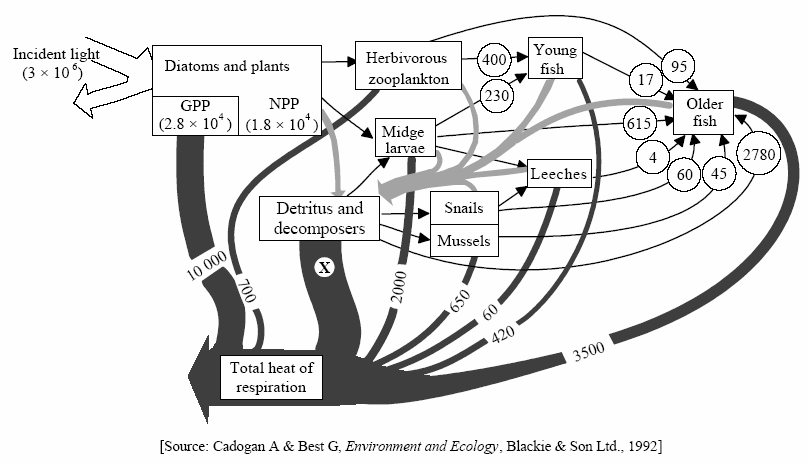 Incident light
(3 × 10⁶)
Diatoms and plants
GPP
(2.8 × 10⁴)
NPP
(1.8 × 10⁴)
Herbivorous
zooplankton
400
230
Young
fish
17
95
Older
fish
Midge
larvae
615
4
60
45
2780
Leeches
Detritus and
decomposers
Snails
Mussels
X
10 000
700
2000
650
60
420
3500
Total heat of
respiration
[Source: Cadogan A & Best G, Environment and Ecology, Blackie & Son Ltd., 1992]